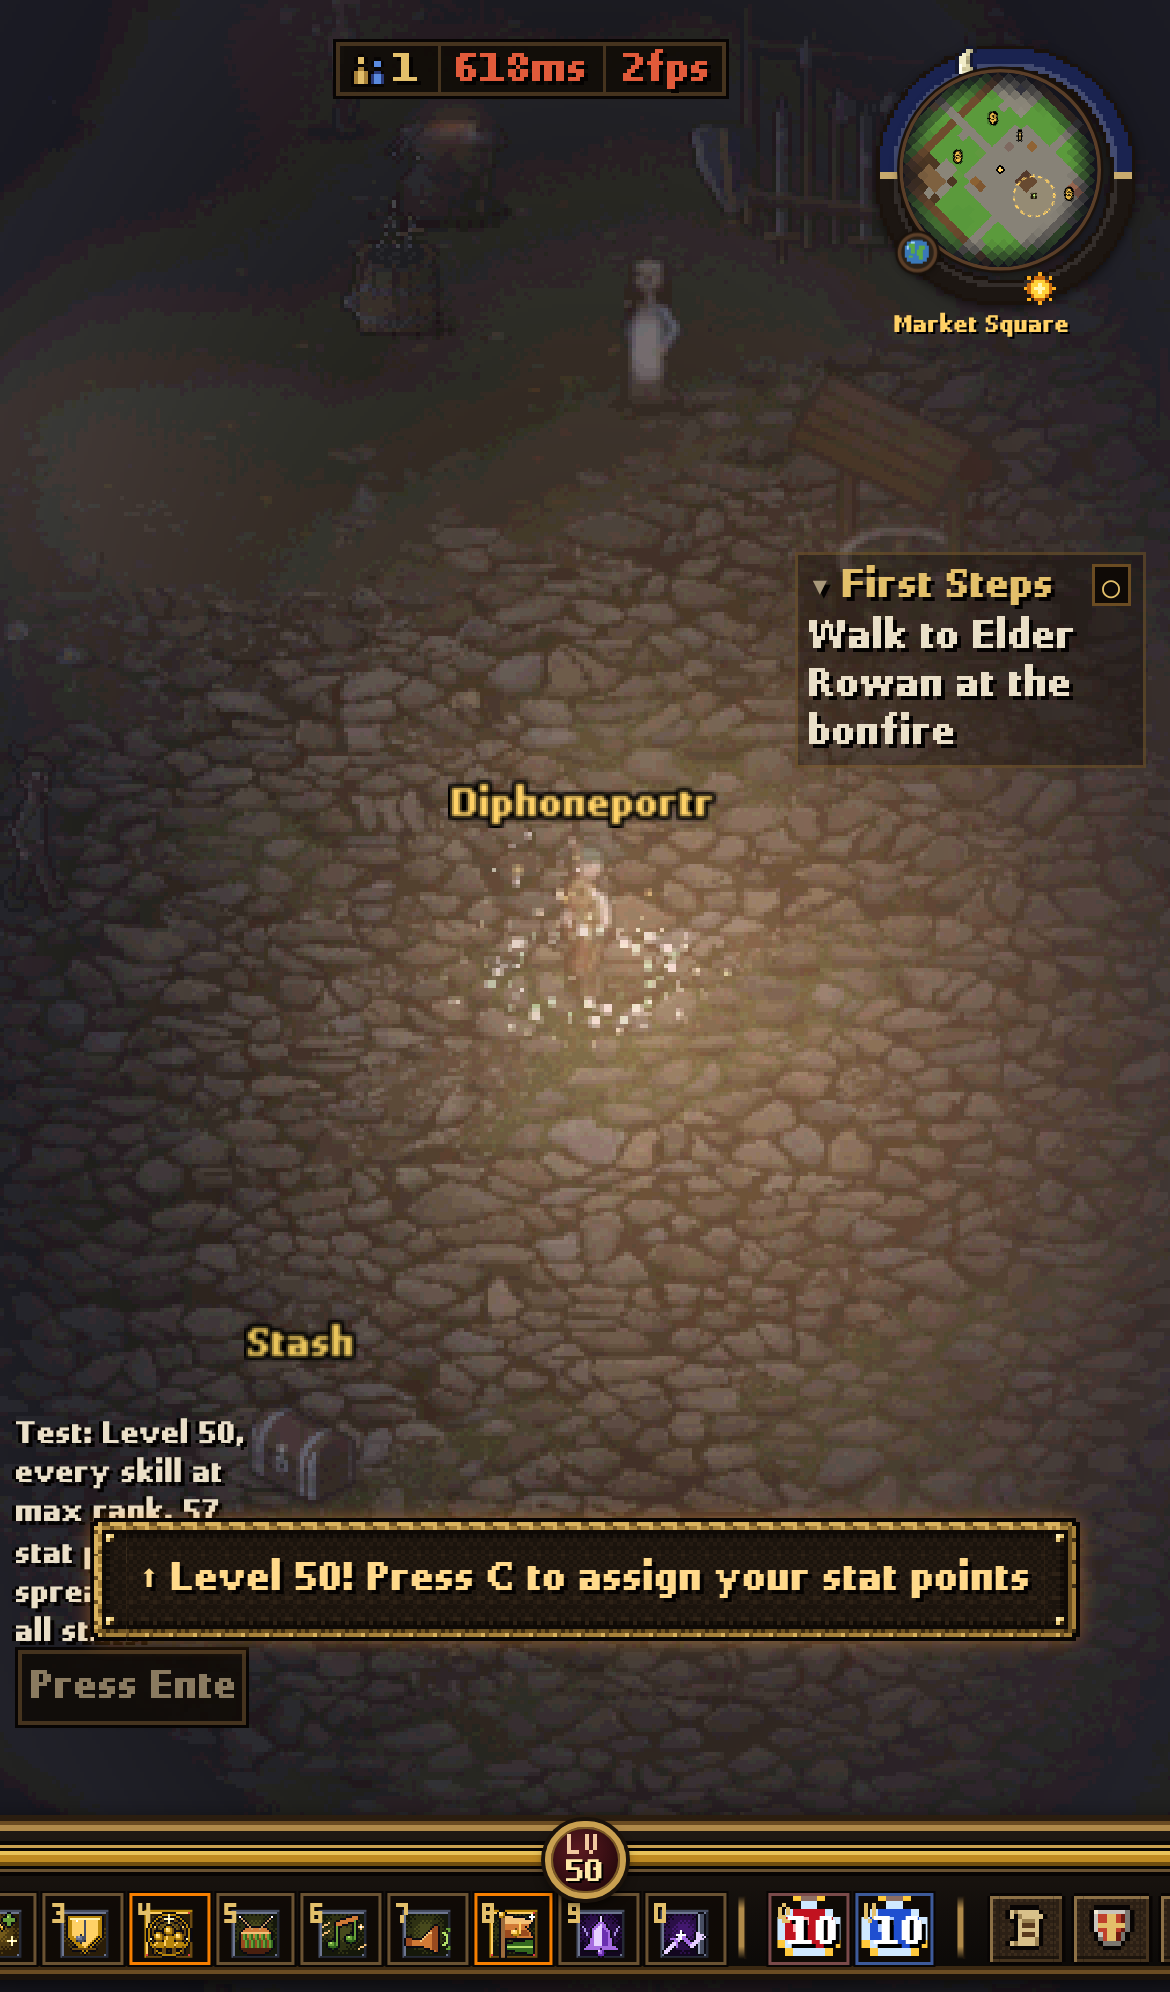 1 618ms 2fps
Market Square
▼ First Steps
Walk to Elder
Rowan at the
bonfire
Diphoneportr
Stash
Test: Level 50,
every skill at
max rank. 57
stat
all
↑ Level 50! Press C to assign your stat points
Press Ente
LV
50
3 4 5 6 7 8 9 0 10 10